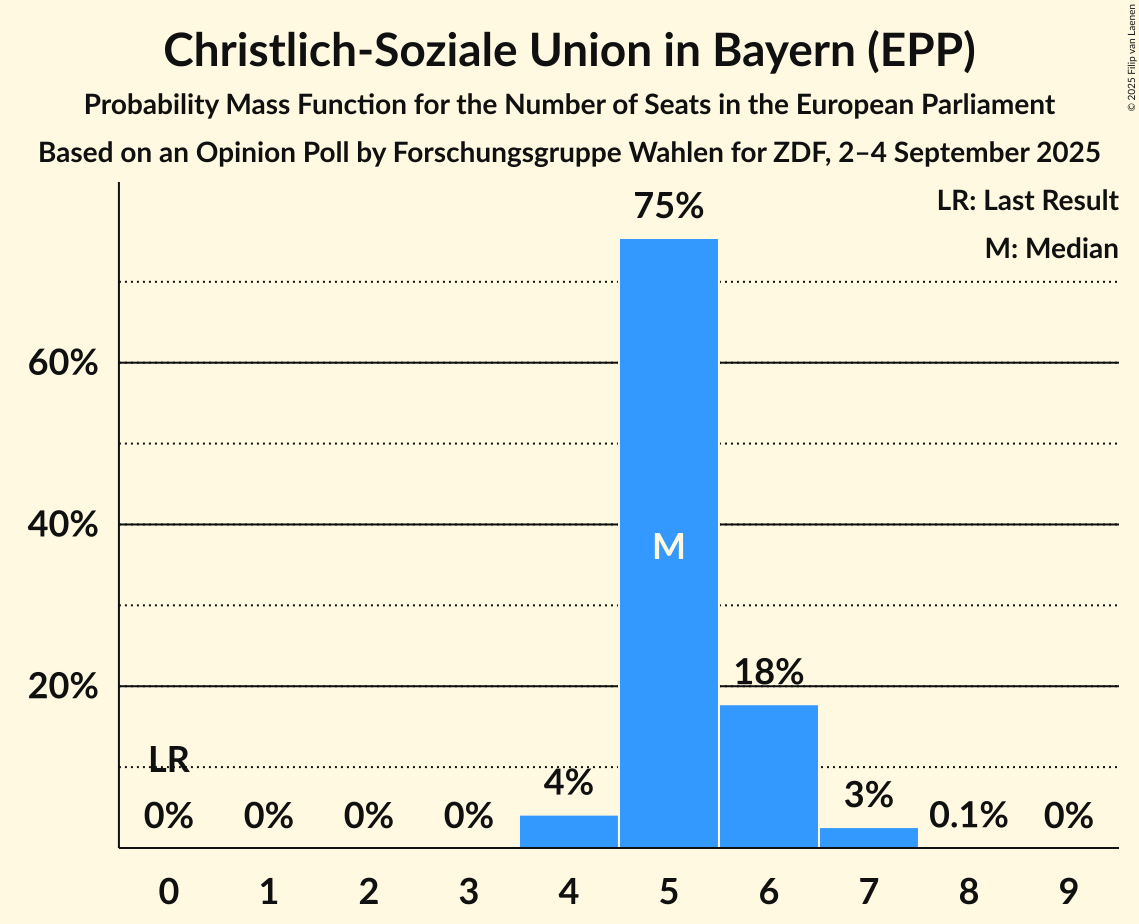 Christlich-Soziale Union in Bayern (EPP)
Probability Mass Function for the Number of Seats in the European Parliament
Based on an Opinion Poll by Forschungsgruppe Wahlen for ZDF, 2–4 September 2025
© 2025 Filip van Laenen
LR: Last Result
M: Median
75%
60%
40%
M
20%
18%
LR
4%
3%
0%
0%
0%
0%
0.1%
0%
0
1
2
3
4
5
6
7
8
9